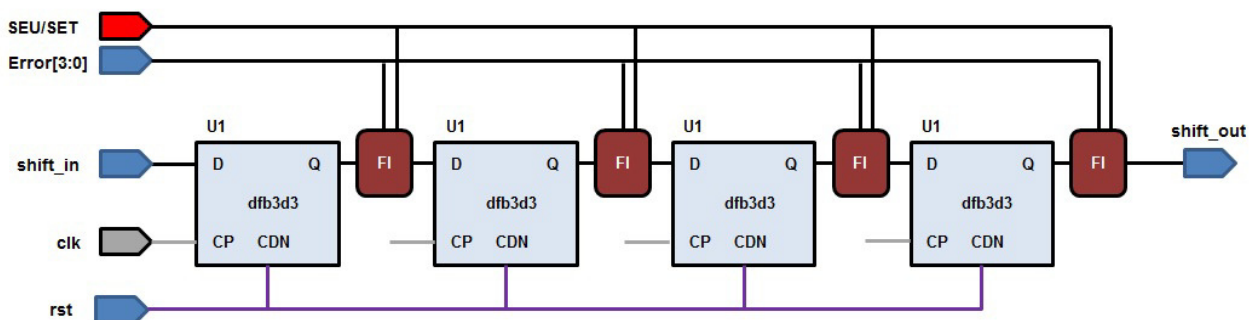 SEU/SET
Error[3:0]
U1 U1 U1 U1
shift_out
shift_in D Q FI D Q FI D Q FI D Q FI
dfb3d3 dfb3d3 dfb3d3 dfb3d3
clk CP CDN CP CDN CP CDN CP CDN
rst